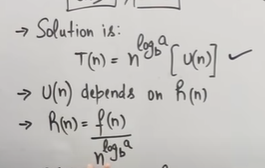 → Solution is:
T(n) = n^{log_b a} [U(n)] ✓
→ U(n) depends on h(n)
→ h(n) = f(n)
n^{log_b a}